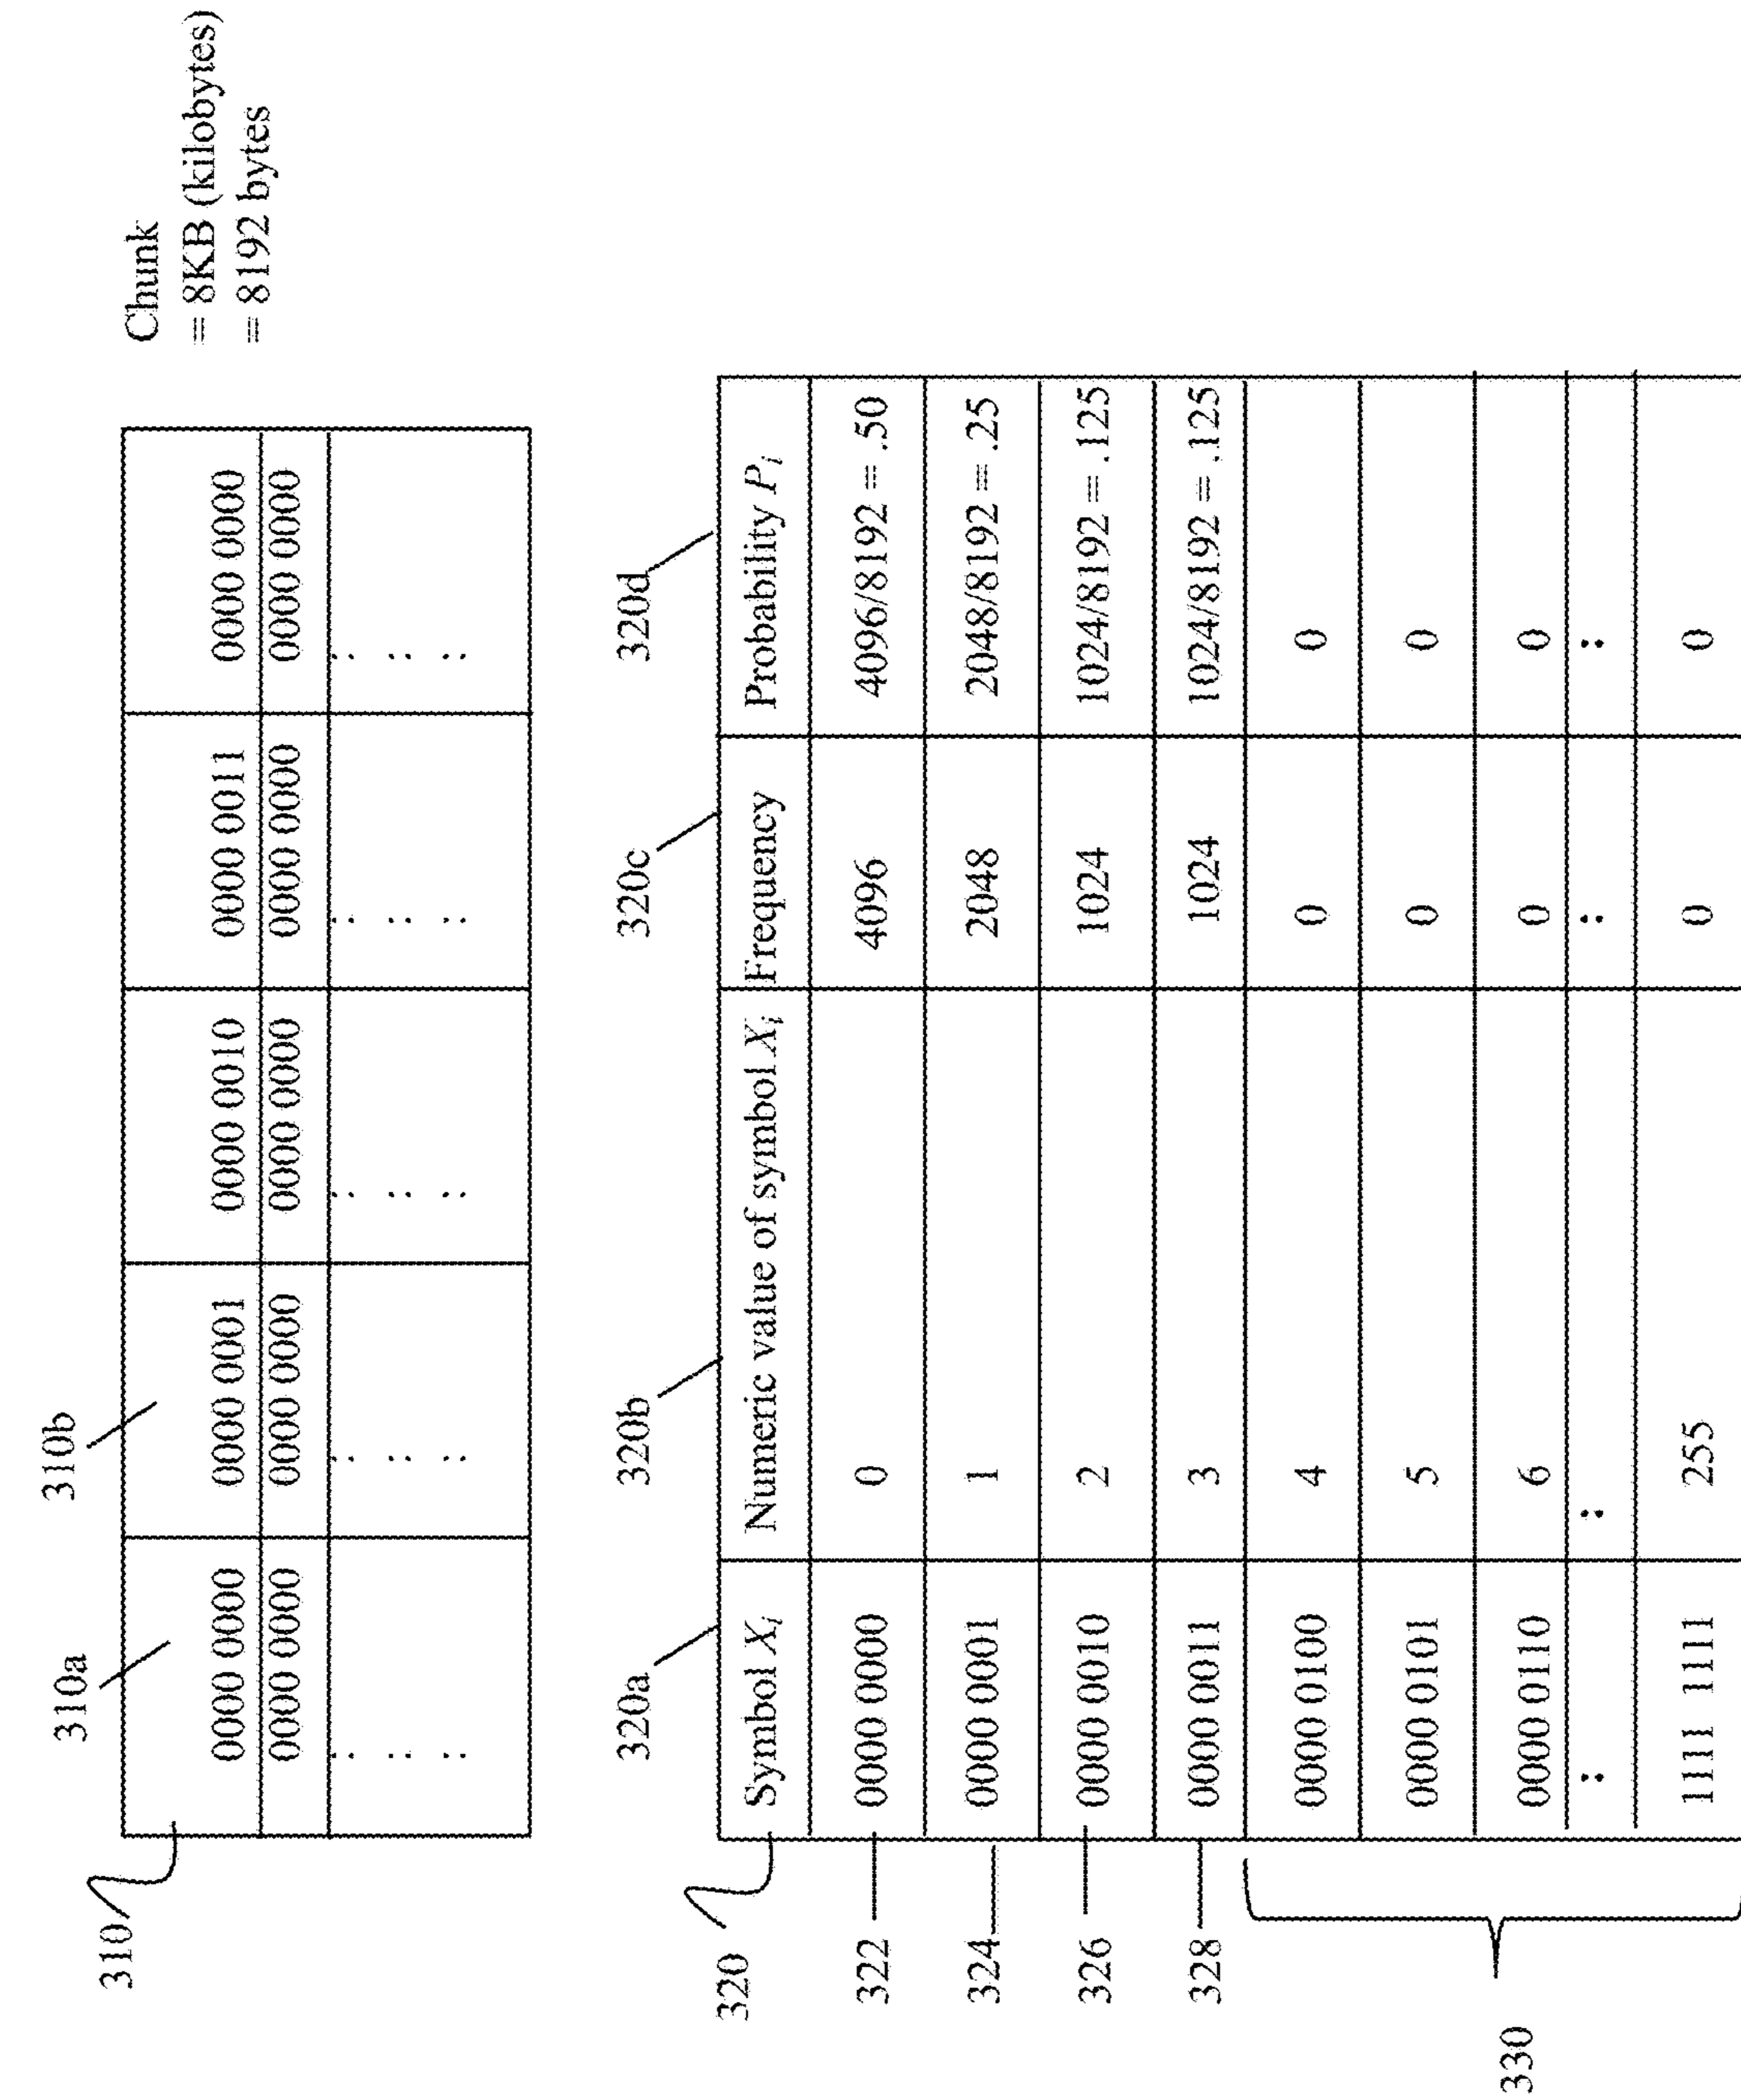 310a
310b
310
0000 0000 0000 0001 0000 0010 0000 0011 0000 0000
0000 0000 0000 0000 0000 0000 0000 0000 0000 0000
: : : : :
: : : : :
: : : : :
Chunk
= 8KB (kilobytes)
= 8192 bytes
320a 320b 320c 320d
320 Symbol Xi Numeric value of symbol Xi Frequency Probability Pi
322 0000 0000 0 4096 4096/8192 = .50
324 0000 0001 1 2048 2048/8192 = .25
326 0000 0010 2 1024 1024/8192 = .125
328 0000 0011 3 1024 1024/8192 = .125
0000 0100 4 0 0
0000 0101 5 0 0
330 0000 0110 6 0 0
: : : :
1111 1111 255 0 0